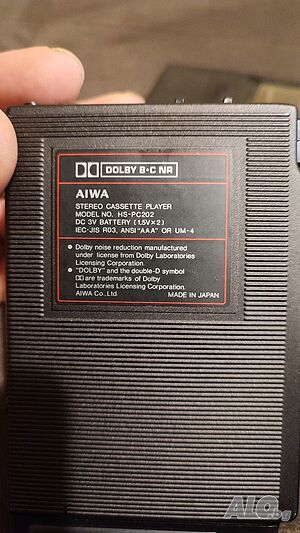 DOLBY B·C NR
AIWA
STEREO CASSETTE PLAYER
MODEL NO. HS-PC202
DC 3V BATTERY (1.5V×2)
IEC-JIS R03, ANSI "AAA" OR UM-4
● Dolby noise reduction manufactured
under license from Dolby Laboratories
Licensing Corporation.
● "DOLBY" and the double-D symbol
are trademarks of Dolby
Laboratories Licensing Corporation.
AIWA Co., Ltd. MADE IN JAPAN
ALO.bg